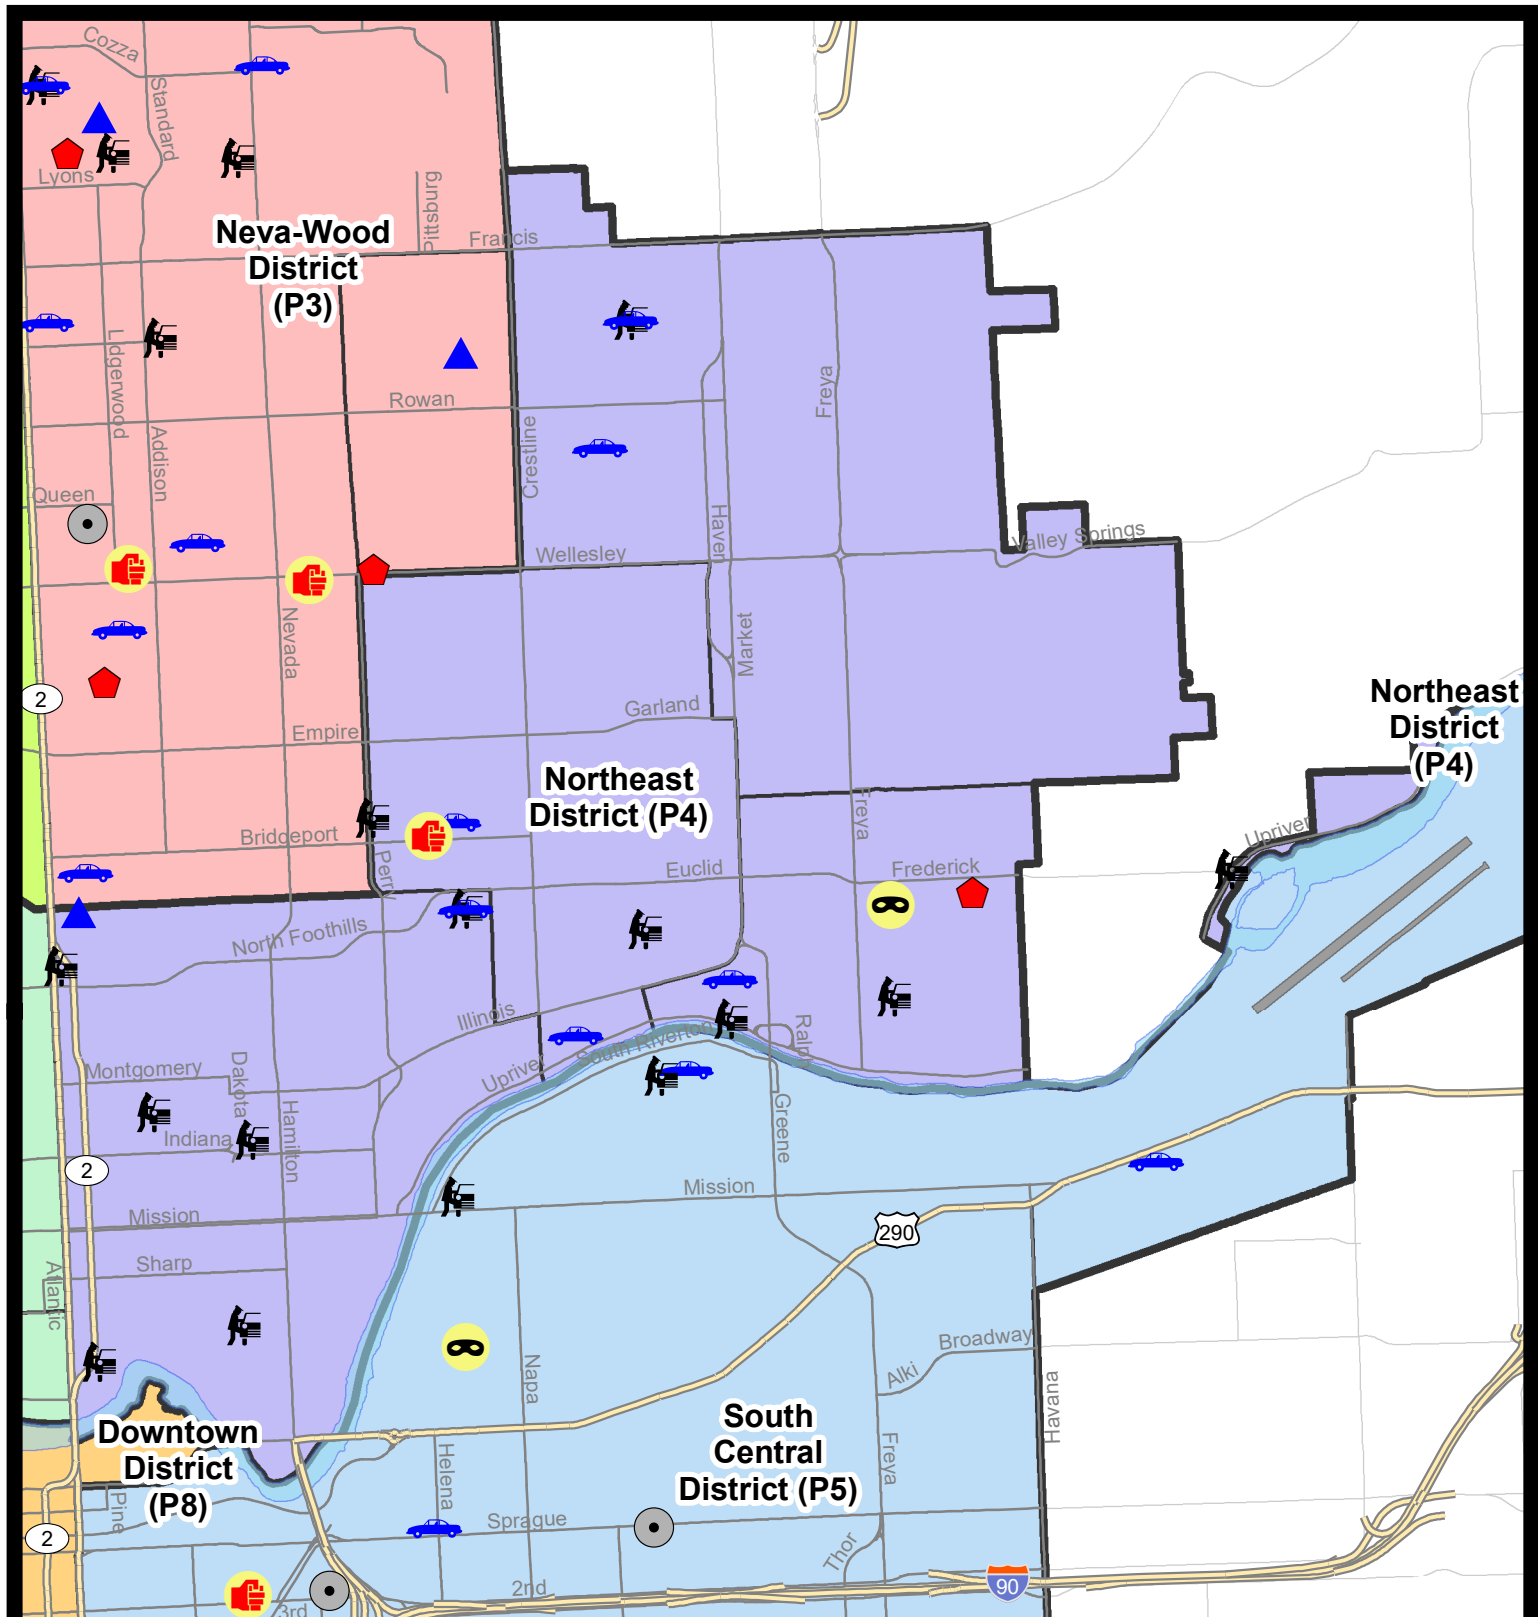 Cozza
Standard
Lyons
Pittsburg
Neva-Wood
District
(P3)
Francis
Lidgerwood
Addison
Rowan
Freya
Crestline
Queen
Haven
Wellesley
Valley Springs
Nevada
Market
2
Garland
Empire
Northeast
District
(P4)
Northeast
District (P4)
Bridgeport
Perry
Freya
Euclid
Frederick
Upriver
North Foothills
Illinois
South Riverton
Ralph
Upriver
Montgomery
Dakota
Hamilton
Indiana
Greene
2
Mission
Mission
290
Sharp
Atlantic
Broadway
Alki
Napa
Havana
Downtown
District
(P8)
South
Central
District (P5)
Helena
Freya
Pine
Sprague
Thor
2
2nd
90
3rd